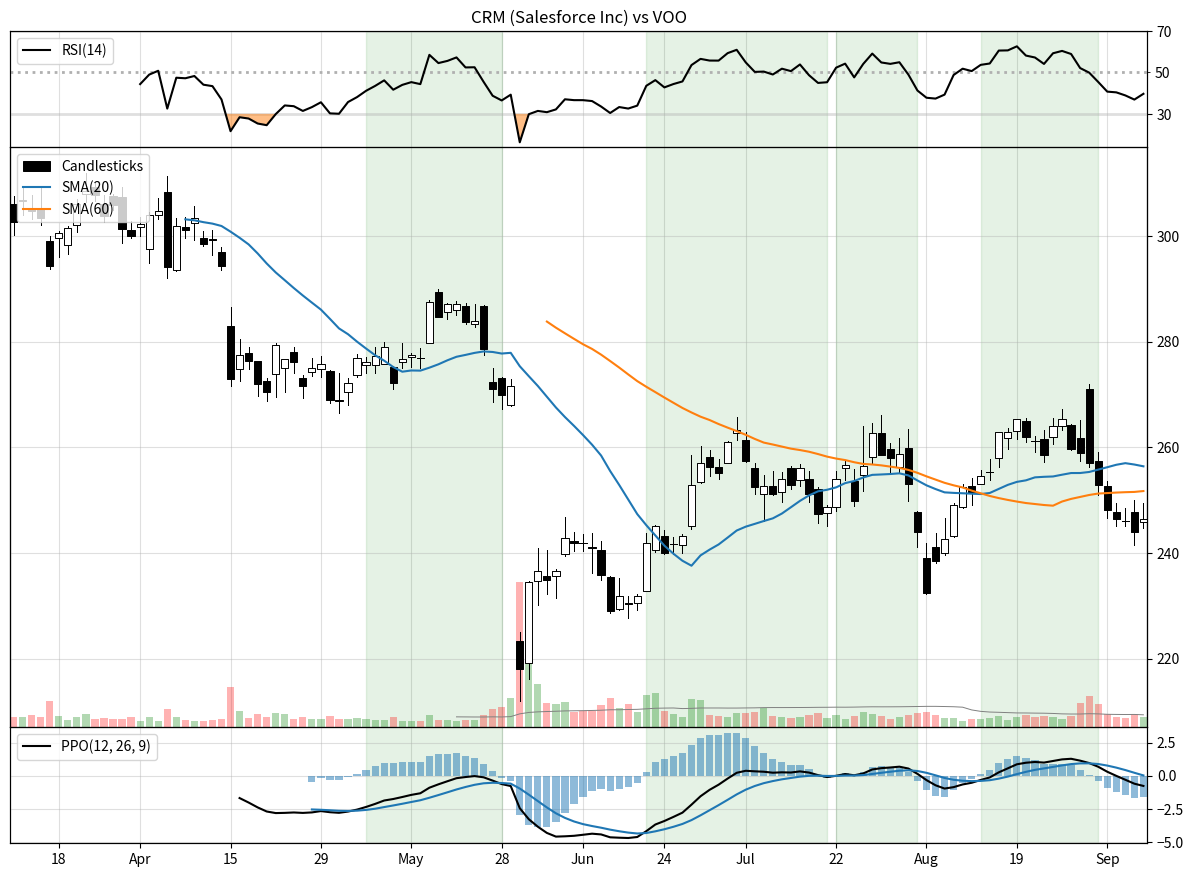 CRM (Salesforce Inc) vs VOO
RSI(14)
70
50
30
Candlesticks
SMA(20)
SMA(60)
300
280
260
240
220
PPO(12, 26, 9)
2.5
0.0
−2.5
−5.0
18 Apr 15 29 May 28 Jun 24 Jul 22 Aug 19 Sep